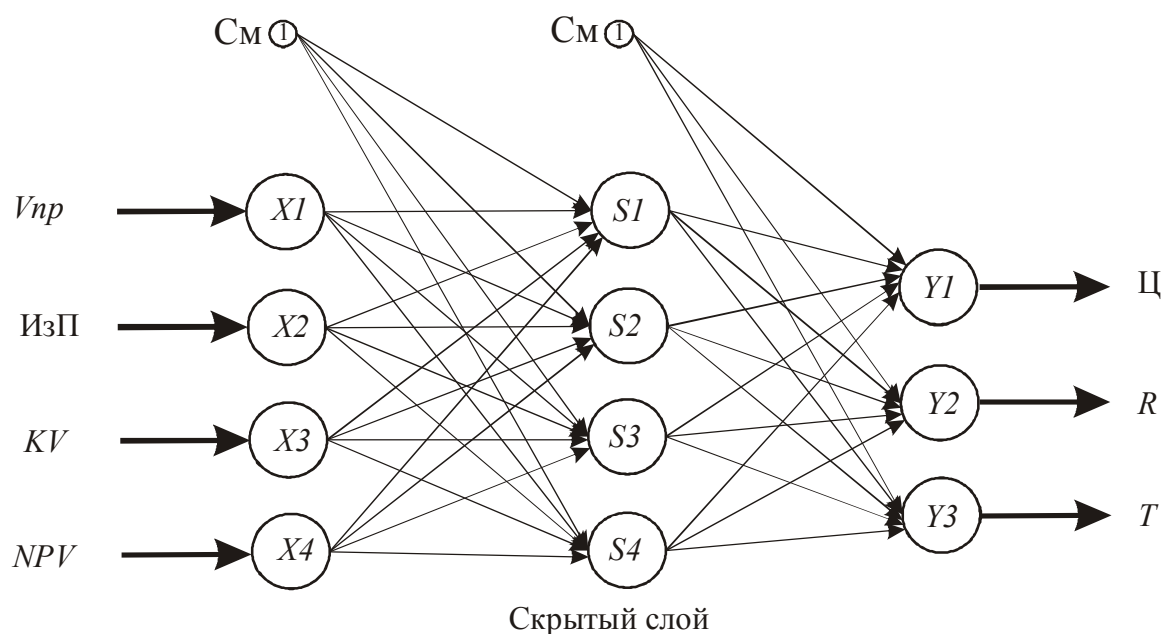 См 1 См 1
Vпр X1 S1
Y1 Ц
ИзП X2 S2
Y2 R
KV X3 S3
Y3 T
NPV X4 S4
Скрытый слой